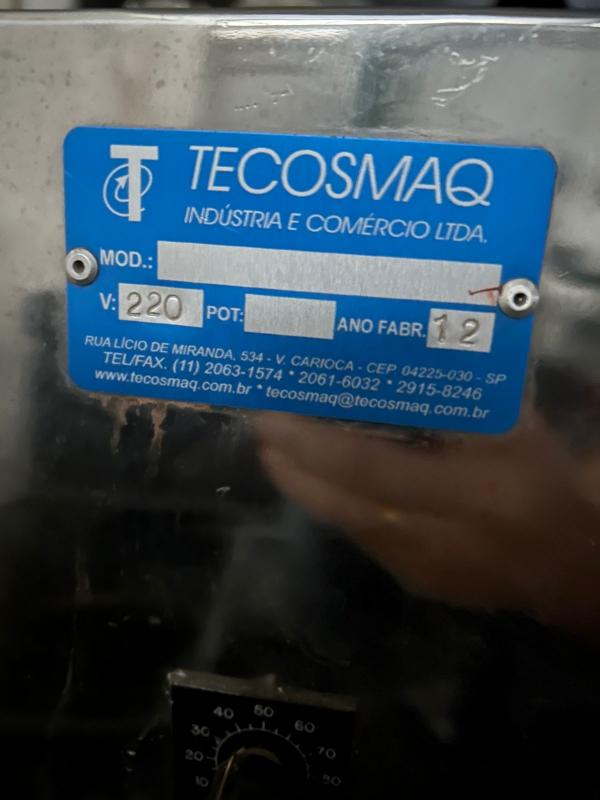 T
TECOSMAQ
INDÚSTRIA E COMÉRCIO LTDA.
MOD.:
V: 220 POT: ANO FABR. 12
RUA LÍCIO DE MIRANDA, 534 - V. CARIOCA - CEP 04225-030 - SP
TEL/FAX. (11) 2063-1574 * 2061-6032 * 2915-8246
www.tecosmaq.com.br * tecosmaq@tecosmaq.com.br
40 50 60
30 70
20 80
10